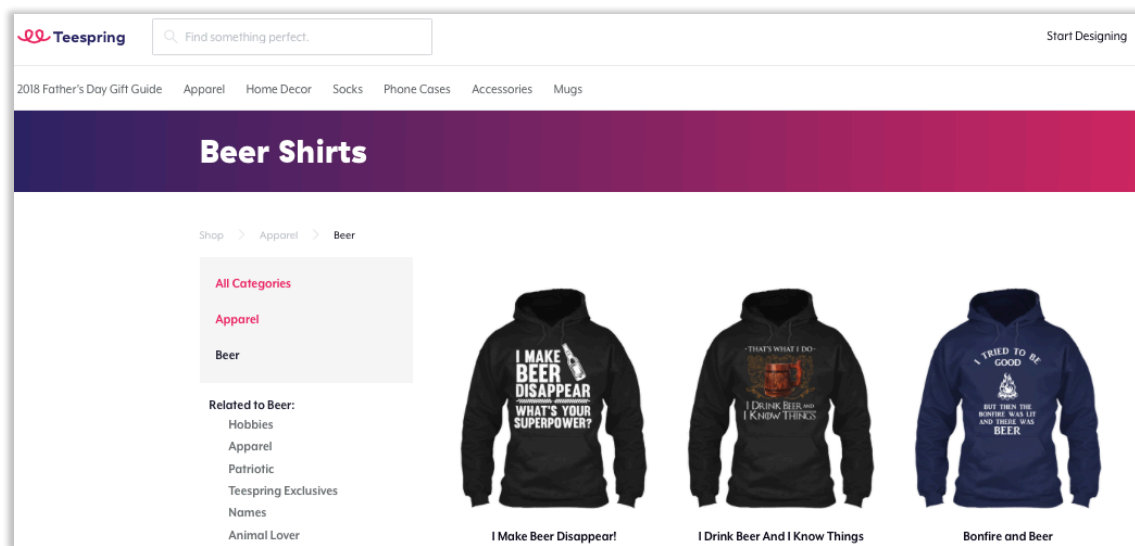 Teespring
Find something perfect.
Start Designing
2018 Father's Day Gift Guide Apparel Home Decor Socks Phone Cases Accessories Mugs
Beer Shirts
Shop Apparel Beer
All Categories
Apparel
Beer
Related to Beer:
Hobbies
Apparel
Patriotic
Teespring Exclusives
Names
Animal Lover
I MAKE
BEER
DISAPPEAR
WHAT'S YOUR
SUPERPOWER?
I Make Beer Disappear!
-THAT'S WHAT I DO-
I DRINK BEER AND
I KNOW THINGS
I Drink Beer And I Know Things
I TRIED TO BE
GOOD
BUT THEN THE
BONFIRE WAS LIT
AND THERE WAS
BEER
Bonfire and Beer